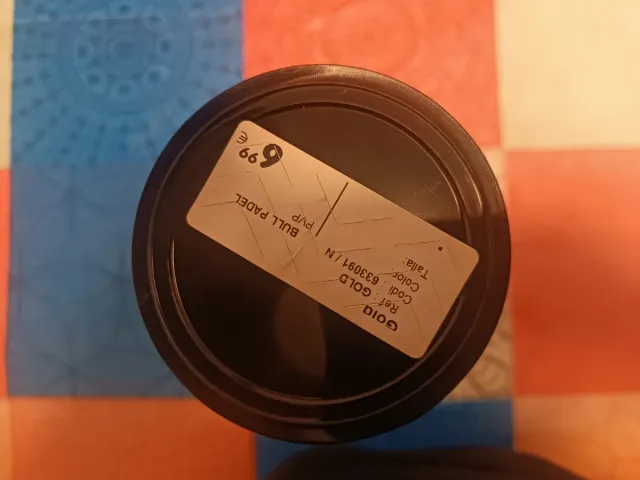 Ref: GOLD
Codi: 633091 / N
Color:
Talla:
BULL PADEL
PVP
6,99 €